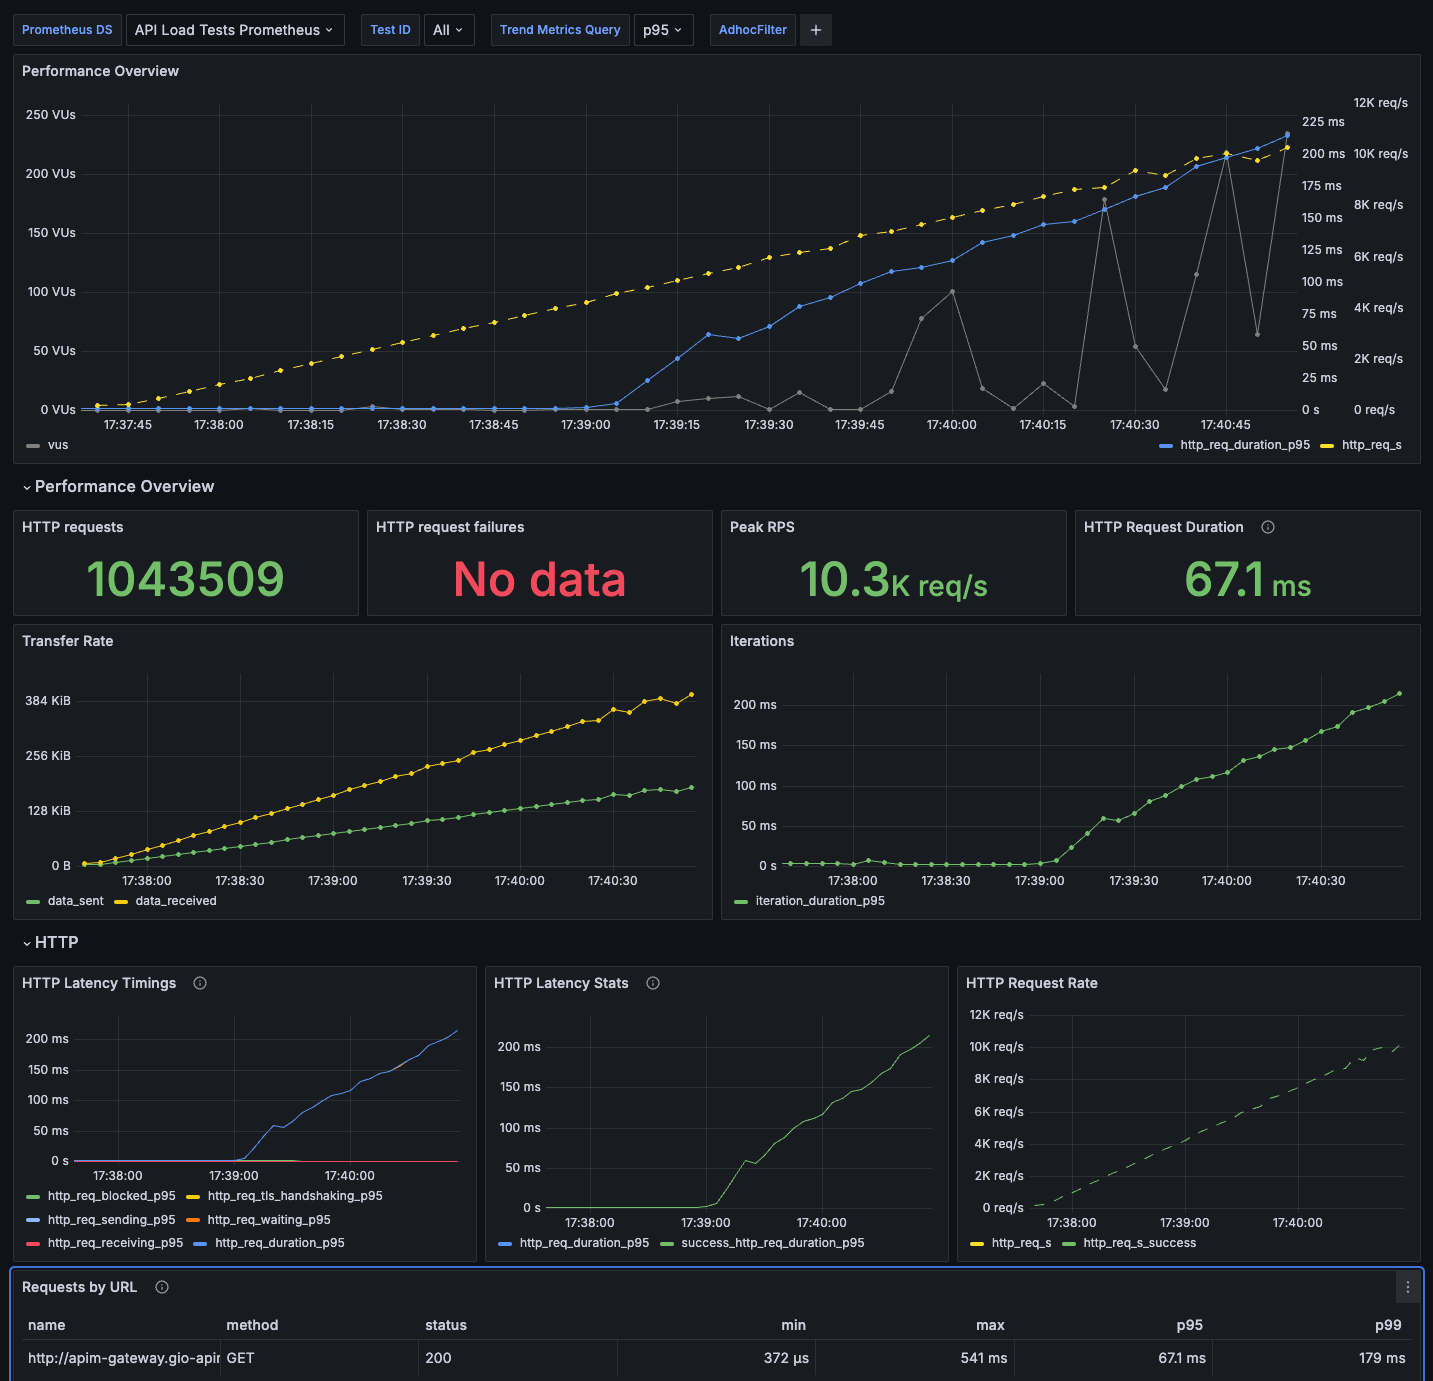 Prometheus DS API Load Tests Prometheus Test ID All Trend Metrics Query p95 AdhocFilter +
Performance Overview
12K req/s
250 VUs 225 ms
200 ms 10K req/s
200 VUs 175 ms
8K req/s
150 ms
150 VUs
125 ms
6K req/s
100 VUs 100 ms
4K req/s
75 ms
50 VUs 50 ms
2K req/s
25 ms
0 VUs 0 s 0 req/s
17:37:45 17:38:00 17:38:15 17:38:30 17:38:45 17:39:00 17:39:15 17:39:30 17:39:45 17:40:00 17:40:15 17:40:30 17:40:45
vus http_req_duration_p95 http_req_s
Performance Overview
HTTP requests
1043509
HTTP request failures
No data
Peak RPS
10.3K req/s
HTTP Request Duration
67.1 ms
Transfer Rate
384 KiB
256 KiB
128 KiB
0 B
17:38:00 17:38:30 17:39:00 17:39:30 17:40:00 17:40:30
data_sent data_received
Iterations
200 ms
150 ms
100 ms
50 ms
0 s
17:38:00 17:38:30 17:39:00 17:39:30 17:40:00 17:40:30
iteration_duration_p95
HTTP
HTTP Latency Timings
200 ms
150 ms
100 ms
50 ms
0 s
17:38:00 17:39:00 17:40:00
http_req_blocked_p95 http_req_tls_handshaking_p95
http_req_sending_p95 http_req_waiting_p95
http_req_receiving_p95 http_req_duration_p95
HTTP Latency Stats
200 ms
150 ms
100 ms
50 ms
0 s
17:38:00 17:39:00 17:40:00
http_req_duration_p95 success_http_req_duration_p95
HTTP Request Rate
12K req/s
10K req/s
8K req/s
6K req/s
4K req/s
2K req/s
0 req/s
17:38:00 17:39:00 17:40:00
http_req_s http_req_s_success
Requests by URL
name method status min max p95 p99
http://apim-gateway.gio-apir GET 200 372 µs 541 ms 67.1 ms 179 ms